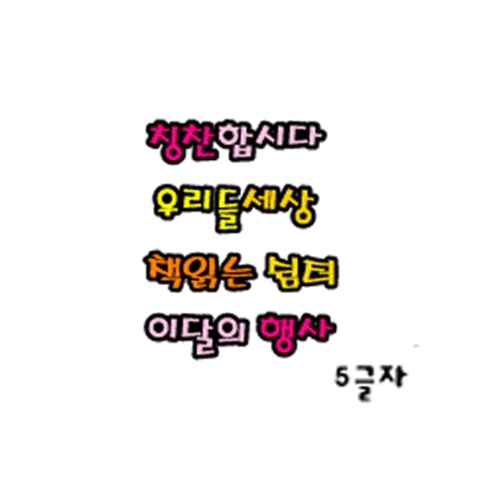 칭찬합시다
우리들세상
책읽는 쉼터
이달의 행사
5글자